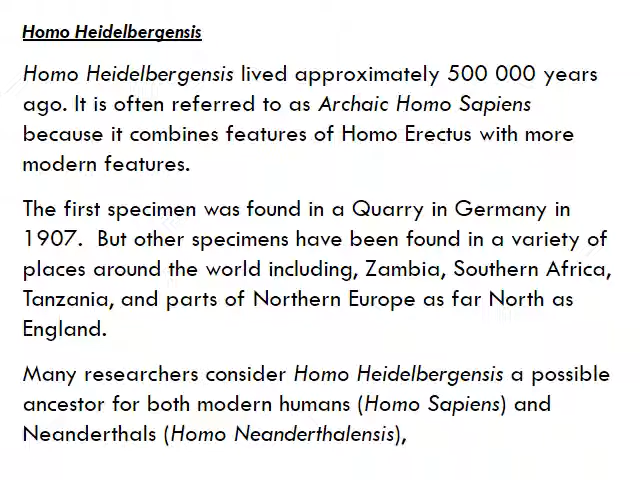 Homo Heidelbergensis
Homo Heidelbergensis lived approximately 500 000 years
ago. It is often referred to as Archaic Homo Sapiens
because it combines features of Homo Erectus with more
modern features.
The first specimen was found in a Quarry in Germany in
1907.  But other specimens have been found in a variety of
places around the world including, Zambia, Southern Africa,
Tanzania, and parts of Northern Europe as far North as
England.
Many researchers consider Homo Heidelbergensis a possible
ancestor for both modern humans (Homo Sapiens) and
Neanderthals (Homo Neanderthalensis),